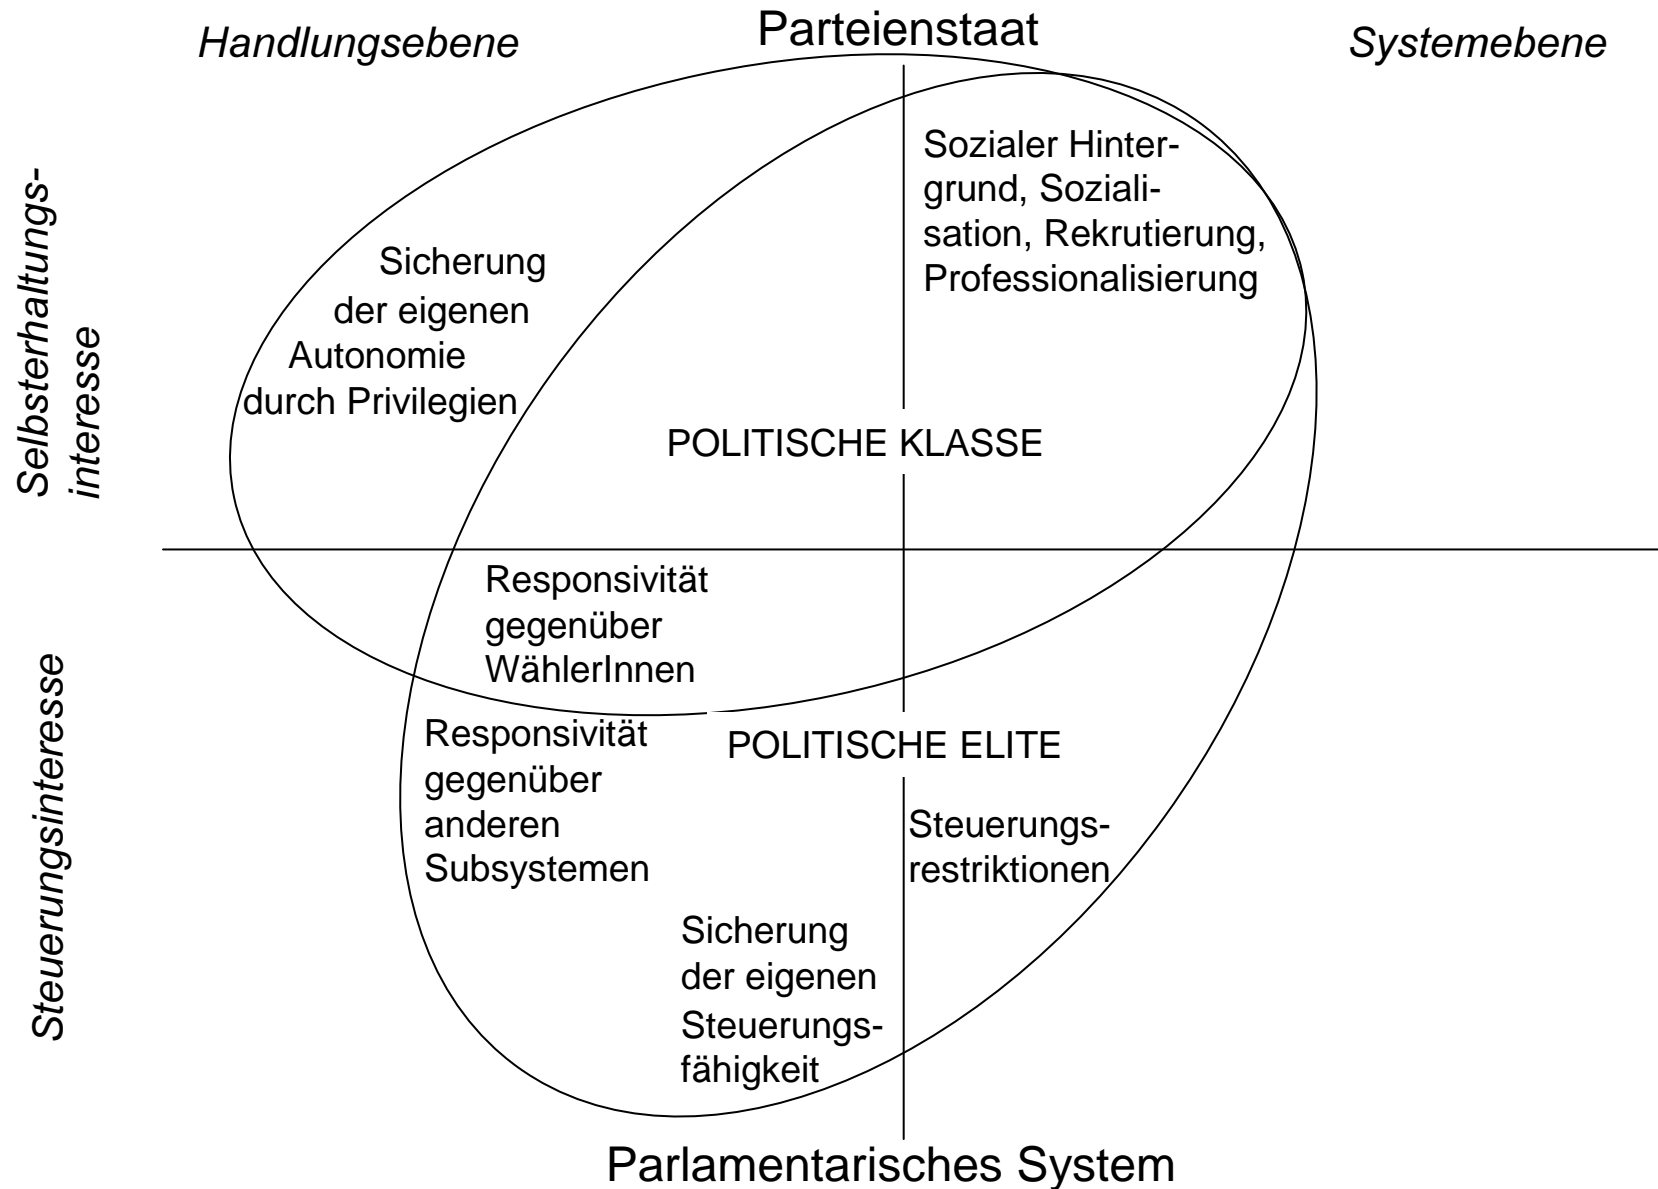 Handlungsebene
Parteienstaat
Systemebene
Selbsterhaltungs-
interesse
Sozialer Hinter-
grund, Soziali-
sation, Rekrutierung,
Professionalisierung
Sicherung
der eigenen
Autonomie
durch Privilegien
POLITISCHE KLASSE
Steuerungsinteresse
Responsivität
gegenüber
WählerInnen
Responsivität
gegenüber
anderen
Subsystemen
POLITISCHE ELITE
Steuerungs-
restriktionen
Sicherung
der eigenen
Steuerungs-
fähigkeit
Parlamentarisches System